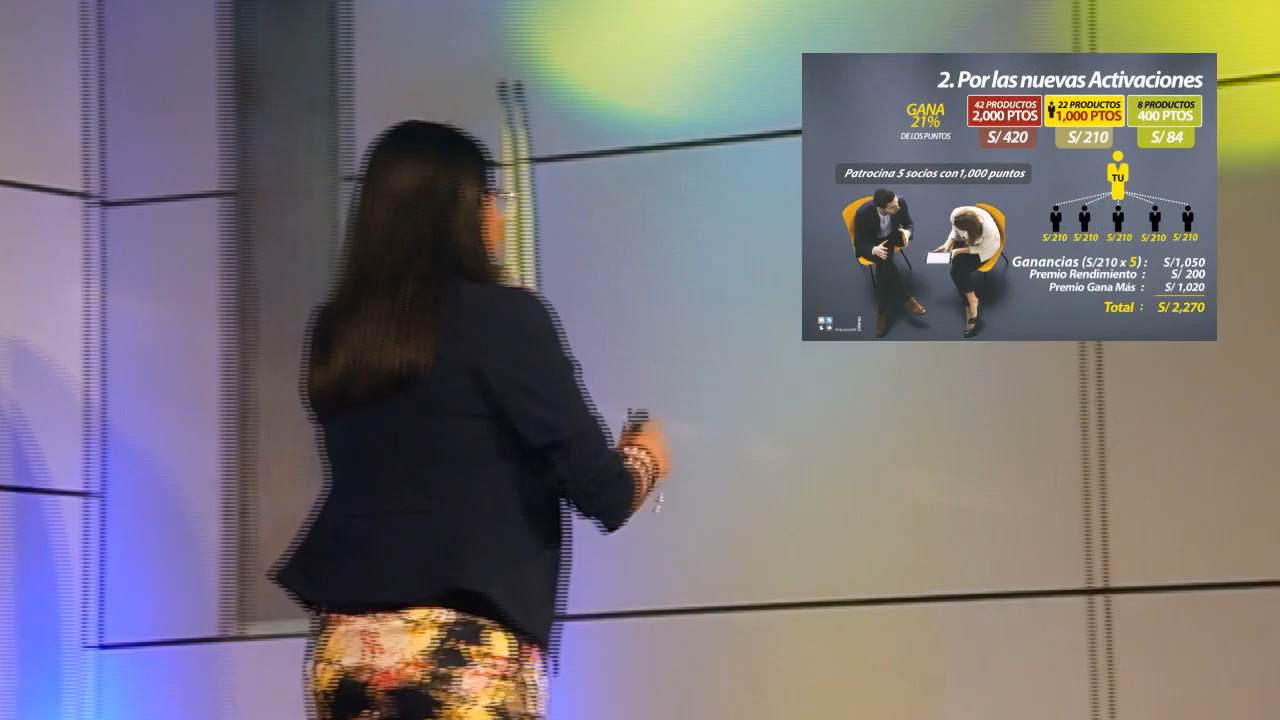 2. Por las nuevas Activaciones
GANA
21%
DE LOS PUNTOS
42 PRODUCTOS
2,000 PTOS
S/ 420
22 PRODUCTOS
1,000 PTOS
S/ 210
8 PRODUCTOS
400 PTOS
S/ 84
Patrocina 5 socios con 1,000 puntos
TU
S/ 210 S/ 210 S/ 210 S/ 210 S/ 210
Ganancias (S/210 x 5) : S/1,050
Premio Rendimiento : S/ 200
Premio Gana Más : S/ 1,020
Total : S/ 2,270